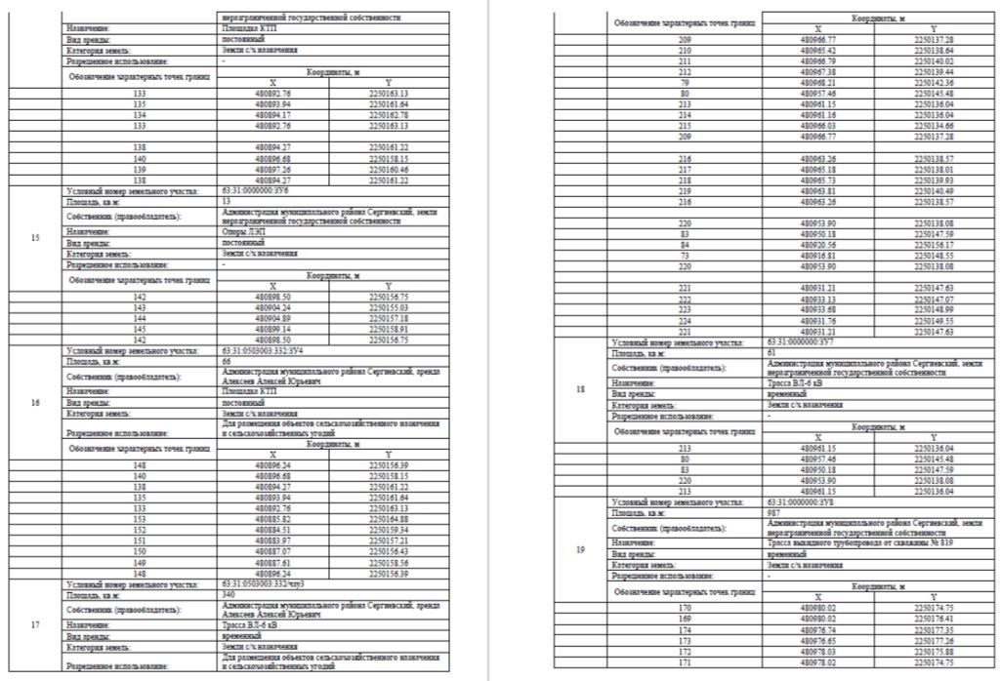 неразграниченной государственной собственности
Назначение: Площадка КТП
Вид аренды: постоянный
Категория земель: Земли с/х назначения
Разрешенное использование: -
Обозначение характерных точек границ Координаты, м
X Y
133 480892.76 2250163.13
135 480893.94 2250161.64
134 480894.17 2250162.78
133 480892.76 2250163.13
138 480894.27 2250161.22
140 480896.68 2250158.15
139 480897.26 2250160.46
138 480894.27 2250161.22
15
Условный номер земельного участка: 63:31:0000000:ЗУ6
Площадь, кв.м: 13
Собственник (правообладатель): Администрация муниципального района Сергиевский, земли
неразграниченной государственной собственности
Назначение: Опоры ЛЭП
Вид аренды: постоянный
Категория земель: Земли с/х назначения
Разрешенное использование: -
Обозначение характерных точек границ Координаты, м
X Y
142 480898.50 2250156.75
143 480904.24 2250155.03
144 480904.89 2250157.18
145 480899.14 2250158.91
142 480898.50 2250156.75
16
Условный номер земельного участка: 63:31:0503003:332:ЗУ4
Площадь, кв.м: 66
Собственник (правообладатель): Администрация муниципального района Сергиевский, аренда
Алексеев Алексей Юрьевич
Назначение: Площадка КТП
Вид аренды: постоянный
Категория земель: Земли с/х назначения
Разрешенное использование: Для размещения объектов сельскохозяйственного назначения
и сельскохозяйственных угодий
Обозначение характерных точек границ Координаты, м
X Y
148 480896.24 2250156.39
140 480896.68 2250158.15
138 480894.27 2250161.22
135 480893.94 2250161.64
133 480892.76 2250163.13
153 480885.82 2250164.88
152 480884.51 2250159.34
151 480883.97 2250157.21
150 480887.07 2250156.43
149 480887.61 2250158.56
148 480896.24 2250156.39
17
Условный номер земельного участка: 63:31:0503003:332/чзу3
Площадь, кв.м: 340
Собственник (правообладатель): Администрация муниципального района Сергиевский, аренда
Алексеев Алексей Юрьевич
Назначение: Трасса ВЛ-6 кВ
Вид аренды: временный
Категория земель: Земли с/х назначения
Разрешенное использование: Для размещения объектов сельскохозяйственного назначения
и сельскохозяйственных угодий
Обозначение характерных точек границ Координаты, м
X Y
209 480966.77 2250137.28
210 480965.42 2250138.64
211 480966.79 2250140.02
212 480967.38 2250139.44
79 480968.21 2250142.36
80 480957.46 2250145.48
213 480961.15 2250136.04
214 480961.16 2250136.04
215 480966.03 2250134.66
209 480966.77 2250137.28
216 480963.26 2250138.57
217 480965.18 2250138.01
218 480965.73 2250139.93
219 480963.81 2250140.49
216 480963.26 2250138.57
220 480953.90 2250138.08
83 480950.18 2250147.59
84 480920.56 2250156.17
73 480916.81 2250148.55
220 480953.90 2250138.08
221 480931.21 2250147.63
222 480933.13 2250147.07
223 480933.68 2250148.99
224 480931.76 2250149.55
221 480931.21 2250147.63
18
Условный номер земельного участка: 63:31:0000000:ЗУ7
Площадь, кв.м: 61
Собственник (правообладатель): Администрация муниципального района Сергиевский, земли
неразграниченной государственной собственности
Назначение: Трасса ВЛ-6 кВ
Вид аренды: временный
Категория земель: Земли с/х назначения
Разрешенное использование: -
Обозначение характерных точек границ Координаты, м
X Y
213 480961.15 2250136.04
80 480957.46 2250145.48
83 480950.18 2250147.59
220 480953.90 2250138.08
213 480961.15 2250136.04
19
Условный номер земельного участка: 63:31:0000000:ЗУ8
Площадь, кв.м: 987
Собственник (правообладатель): Администрация муниципального района Сергиевский, земли
неразграниченной государственной собственности
Назначение: Трасса выкидного трубопровода от скважины № 819
Вид аренды: временный
Категория земель: Земли с/х назначения
Разрешенное использование: -
Обозначение характерных точек границ Координаты, м
X Y
170 480980.02 2250174.75
169 480980.02 2250176.41
174 480976.74 2250177.35
173 480976.65 2250177.26
172 480978.03 2250175.88
171 480978.02 2250174.75